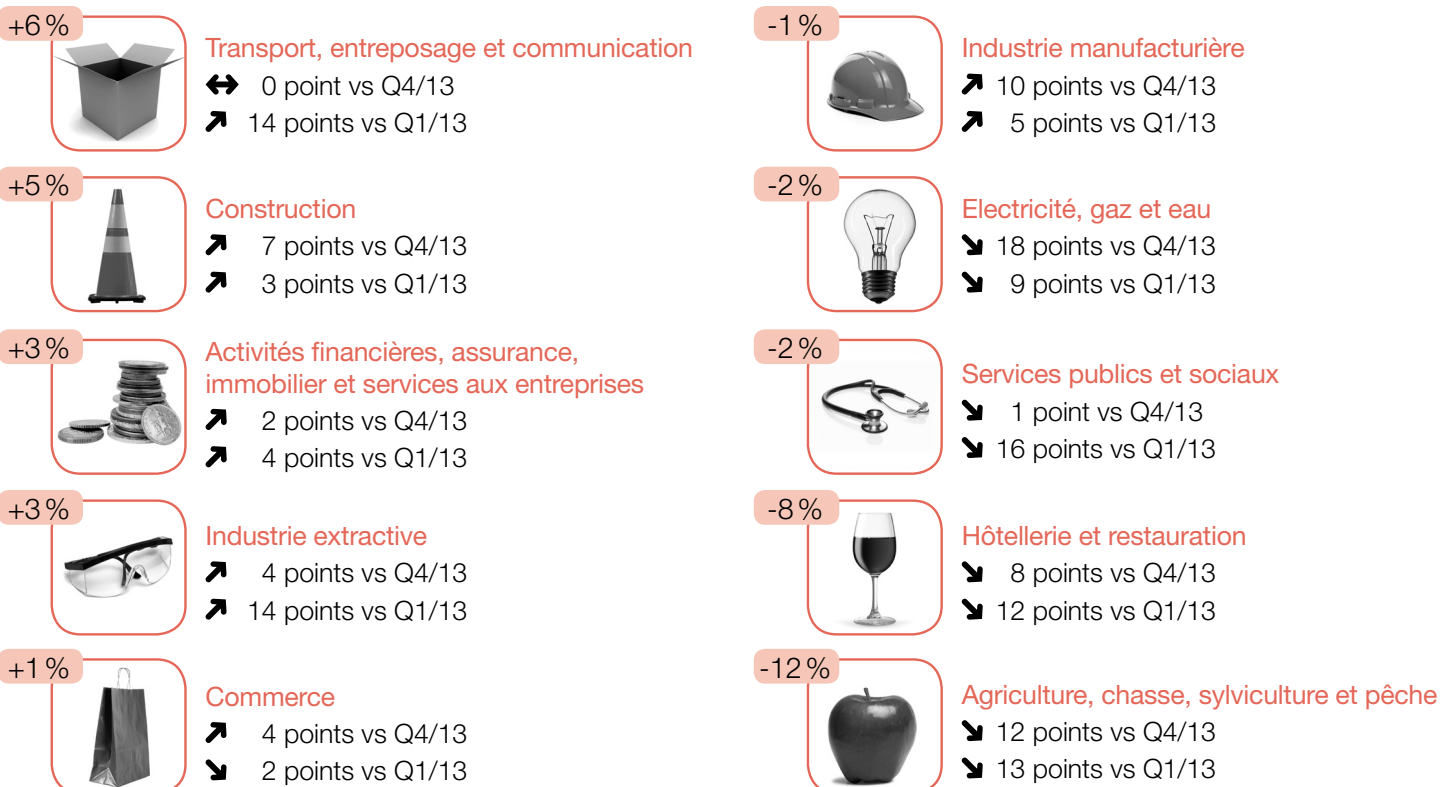 +6 %
Transport, entreposage et communication
↔ 0 point vs Q4/13
↗ 14 points vs Q1/13
+5 %
Construction
↗ 7 points vs Q4/13
↗ 3 points vs Q1/13
+3 %
Activités financières, assurance,
immobilier et services aux entreprises
↗ 2 points vs Q4/13
↗ 4 points vs Q1/13
+3 %
Industrie extractive
↗ 4 points vs Q4/13
↗ 14 points vs Q1/13
+1 %
Commerce
↗ 4 points vs Q4/13
↘ 2 points vs Q1/13
-1 %
Industrie manufacturière
↗ 10 points vs Q4/13
↗ 5 points vs Q1/13
-2 %
Electricité, gaz et eau
↘ 18 points vs Q4/13
↘ 9 points vs Q1/13
-2 %
Services publics et sociaux
↘ 1 point vs Q4/13
↘ 16 points vs Q1/13
-8 %
Hôtellerie et restauration
↘ 8 points vs Q4/13
↘ 12 points vs Q1/13
-12 %
Agriculture, chasse, sylviculture et pêche
↘ 12 points vs Q4/13
↘ 13 points vs Q1/13